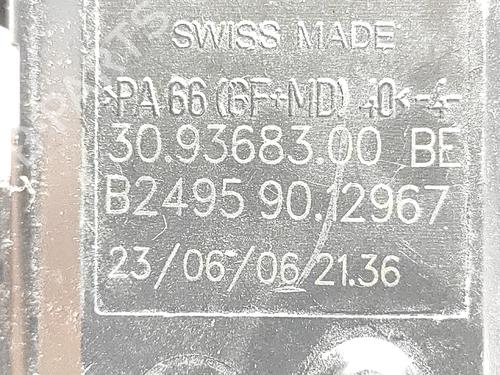 SWISS MADE
>PA 66 (GF+MD) 40< -4-
30.93683.00 BE
B2495 90.12967
23/06/06/21.36